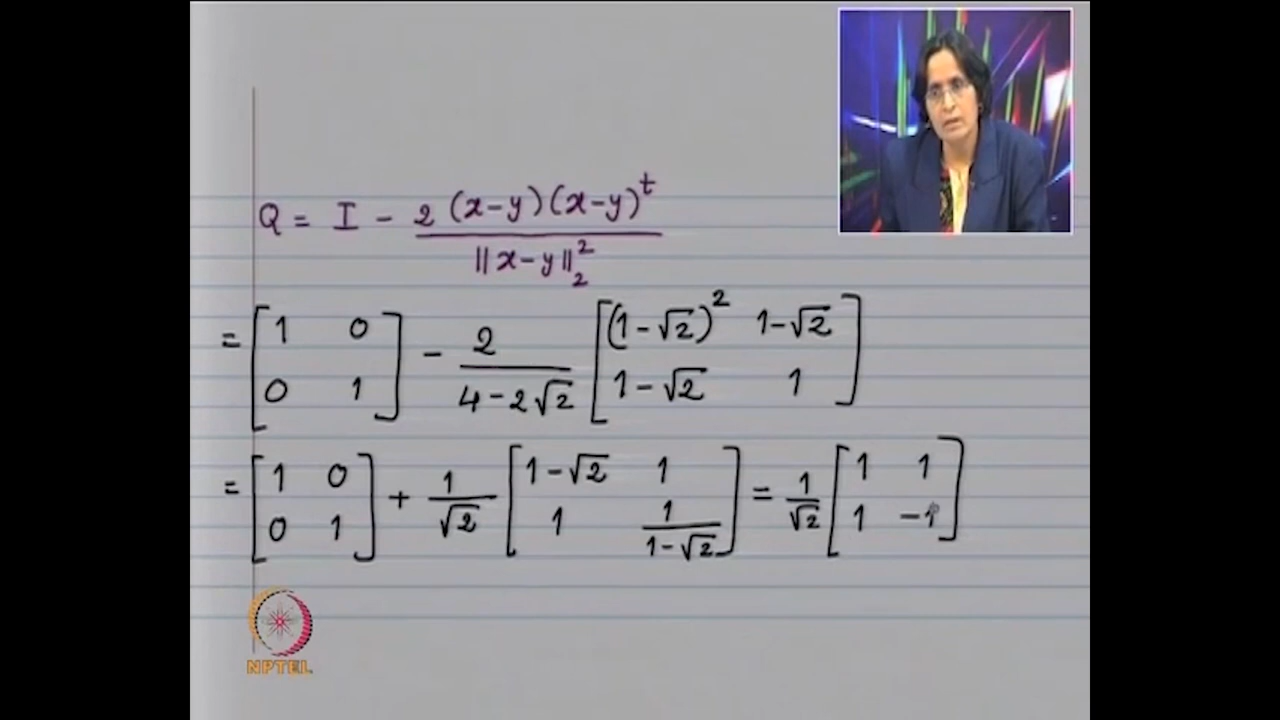 Q = I - 2 (x-y)(x-y)^t / ||x-y||_2^2
= [1 0; 0 1] - 2/(4-2√2) [(1-√2)^2 1-√2; 1-√2 1]
= [1 0; 0 1] + 1/√2 [1-√2 1; 1 1/(1-√2)] = 1/√2 [1 1; 1 -1]
NPTEL